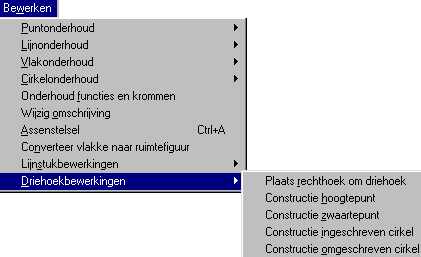 Bewerken
Puntonderhoud
Lijnonderhoud
Vlakonderhoud
Cirkelonderhoud
Onderhoud functies en krommen
Wijzig omschrijving
Assenstelsel Ctrl+A
Converteer vlakke naar ruimtefiguur
Lijnstukbewerkingen
Driehoekbewerkingen
Plaats rechthoek om driehoek
Constructie hoogtepunt
Constructie zwaartepunt
Constructie ingeschreven cirkel
Constructie omgeschreven cirkel